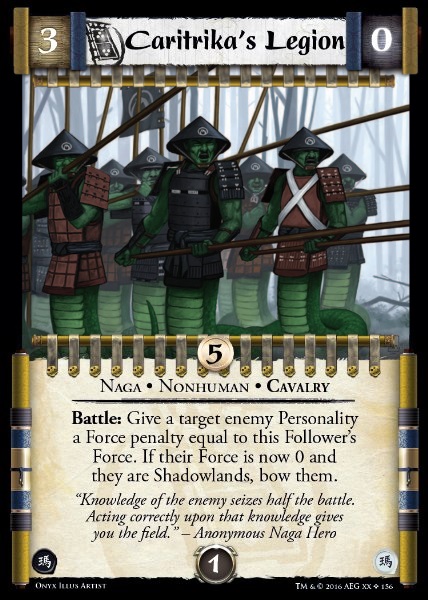 3
Caritrika's Legion
0
5
Naga • Nonhuman • Cavalry
Battle: Give a target enemy Personality
a Force penalty equal to this Follower's
Force. If their Force is now 0 and
they are Shadowlands, bow them.
“Knowledge of the enemy seizes half the battle.
Acting correctly upon that knowledge gives
you the field.” – Anonymous Naga Hero
瑪
1
瑪
Onyx Illus Artist
TM & © 2016 AEG XX ❖ 156